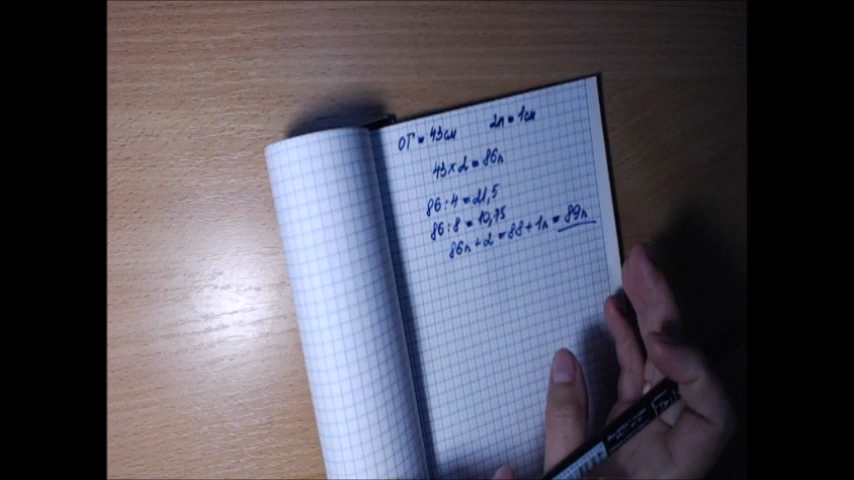 ОГ = 43см 2п = 1см
43 × 2 = 86п
86 : 4 = 21,5
86 : 8 = 10,75
86п + 2 = 88 + 1п = 89п